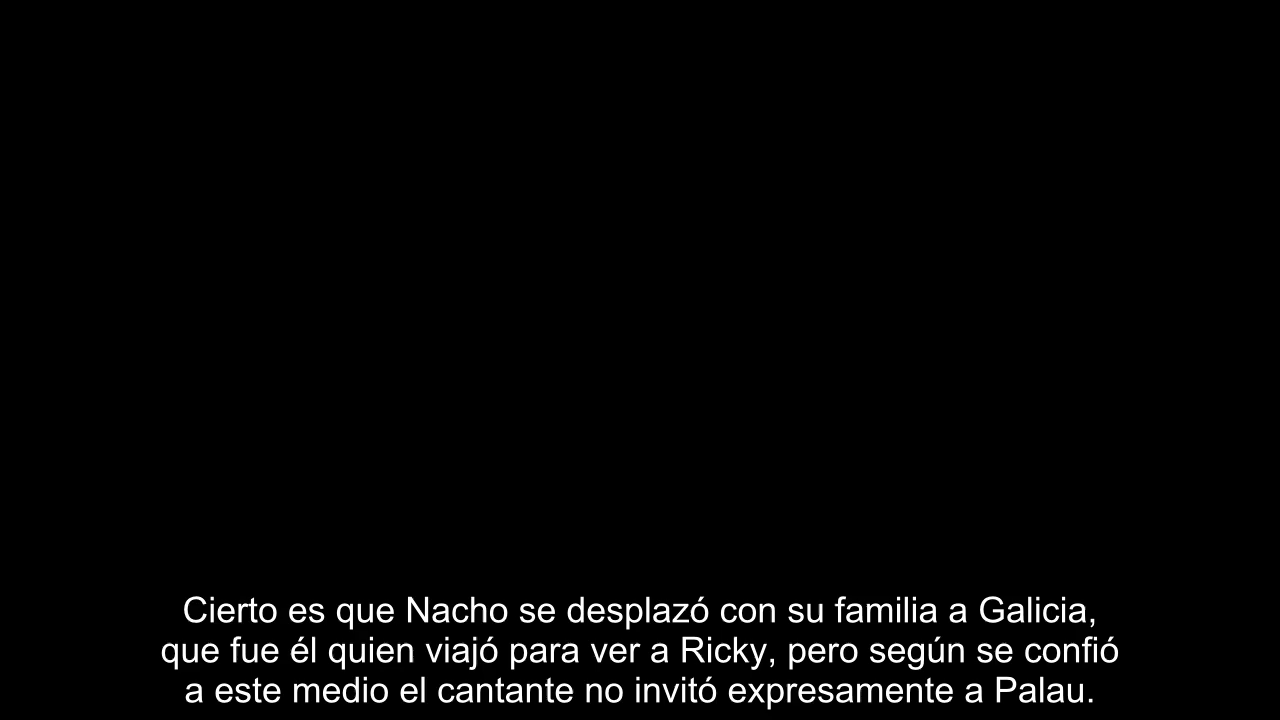 Cierto es que Nacho se desplazó con su familia a Galicia,
que fue él quien viajó para ver a Ricky, pero según se confió
a este medio el cantante no invitó expresamente a Palau.